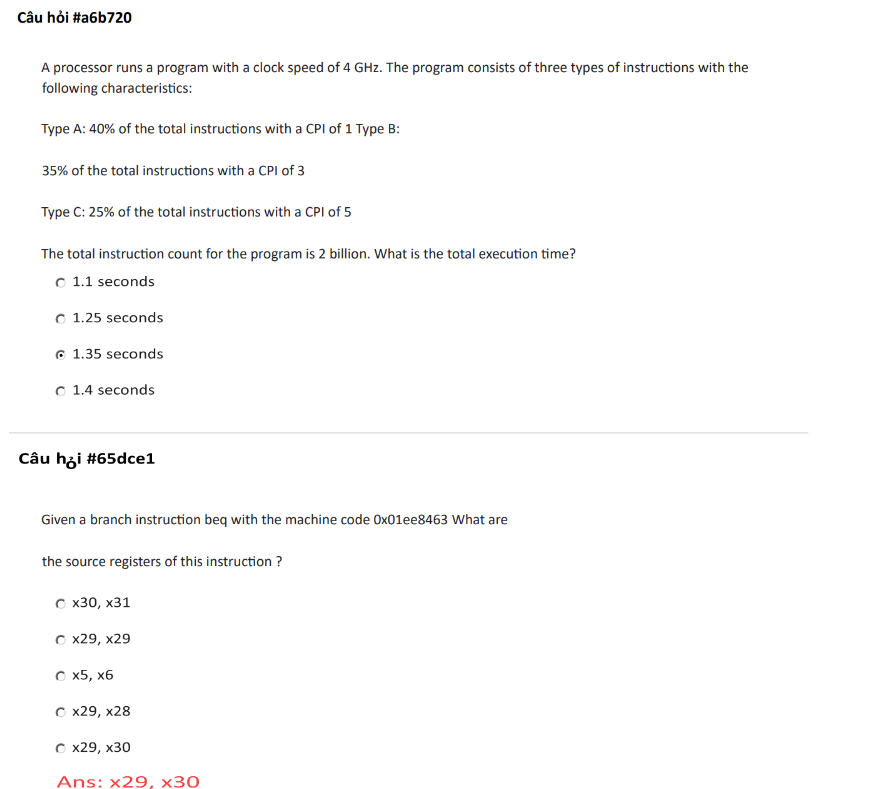 Câu hỏi #a6b720
A processor runs a program with a clock speed of 4 GHz. The program consists of three types of instructions with the
following characteristics:
Type A: 40% of the total instructions with a CPI of 1 Type B:
35% of the total instructions with a CPI of 3
Type C: 25% of the total instructions with a CPI of 5
The total instruction count for the program is 2 billion. What is the total execution time?
1.1 seconds
1.25 seconds
1.35 seconds
1.4 seconds
Câu hỏi #65dce1
Given a branch instruction beq with the machine code 0x01ee8463 What are
the source registers of this instruction ?
x30, x31
x29, x29
x5, x6
x29, x28
x29, x30
Ans: x29, x30